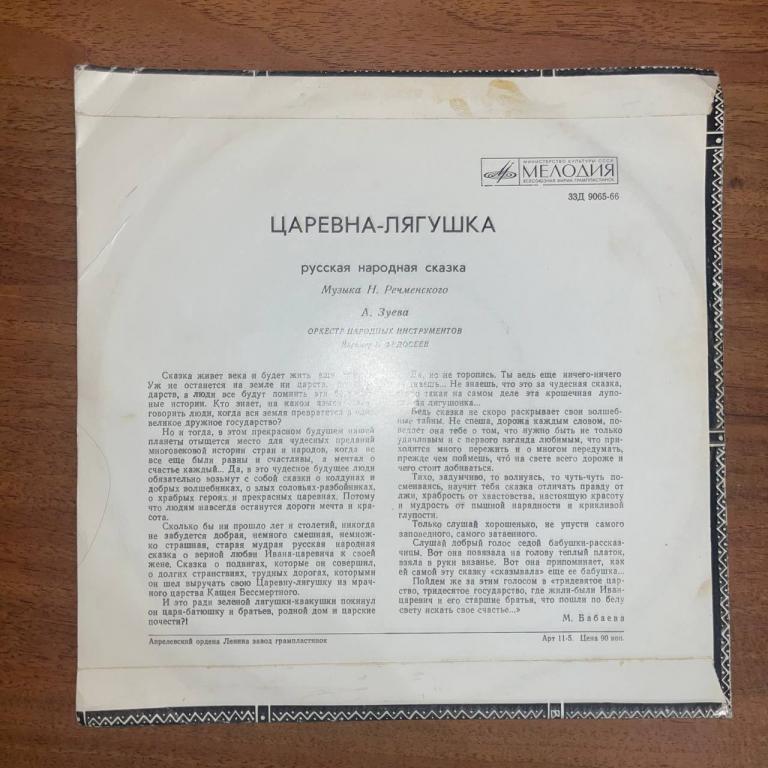 МИНИСТЕРСТВО КУЛЬТУРЫ СССР
МЕЛОДИЯ
ВСЕСОЮЗНАЯ ФИРМА ГРАМПЛАСТИНОК
33Д 9065-66
ЦАРЕВНА-ЛЯГУШКА
русская народная сказка
Музыка Н. Речменского
А. Зуева
ОРКЕСТР НАРОДНЫХ ИНСТРУМЕНТОВ
ФЕДОСЕЕВ
Сказка живет века и будет жить еще
Уж не останется на земле ни царств,
дарств, а люди все будут помнить эти
ные истории. Кто знает, на каком языке
говорить люди, когда вся земля превратится в одно
великое дружное государство?
Но и тогда, в этом прекрасном будущем нашей
планеты отыщется место для чудесных преданий
многовековой истории стран и народов, когда не
все еще были равны и счастливы, а мечтал о
счастье каждый... Да, в это чудесное будущее люди
обязательно возьмут с собой сказки о колдунах и
добрых волшебниках, о злых соловьях-разбойниках,
о храбрых героях и прекрасных царевнах. Потому
что людям навсегда останутся дороги мечта и кра-
сота.
Сколько бы ни прошло лет и столетий, никогда
не забудется добрая, немного смешная, немнож-
ко страшная, старая мудрая русская народная
сказка о верной любви Ивана-царевича к своей
жене. Сказка о подвигах, которые он совершил,
о долгих странствиях, трудных дорогах, которыми
он шел выручать свою Царевну-лягушку из мрач-
ного царства Кащея Бессмертного.
И это ради зеленой лягушки-квакушки покинул
он царя-батюшку и братьев, родной дом и царские
почести?!
Да, но не торопись. Ты ведь еще ничего-ничего
не знаешь... Не знаешь, что это за чудесная сказка,
такая на самом деле эта крошечная лупо-
лягушонка...
Ведь сказка не скоро раскрывает свои волшеб-
ные тайны. Не спеша, дорожа каждым словом, по-
ведает она тебе о том, что нужно быть не только
удачливым и с первого взгляда любимым, что при-
ходится много пережить и о многом передумать,
прежде чем поймешь, что на свете всего дороже и
чего стоит добиваться.
Тихо, задумчиво, то волнуясь, то чуть-чуть по-
смеиваясь, научит тебя сказка отличать правду от
лжи, храбрость от хвастовства, настоящую красоту
и мудрость от пышной нарядности и крикливой
глупости.
Только слушай хорошенько, не упусти самого
заповедного, самого затаенного.
Слушай добрый голос седой бабушки-расска-
зчицы. Вот она повязала на голову теплый платок,
взяла в руки вязанье. Вот она припоминает, как
ей самой эту сказку «сказывала» еще ее бабушка...
Пойдем же за этим голосом в «тридевятое цар-
ство, тридесятое государство, где жили-были Иван-
царевич и его старшие братья, что пошли по белу
свету искать свое счастье...»
М. Бабаева
Апрелевский ордена Ленина завод грампластинок
Арт 11-5. Цена 90 коп.